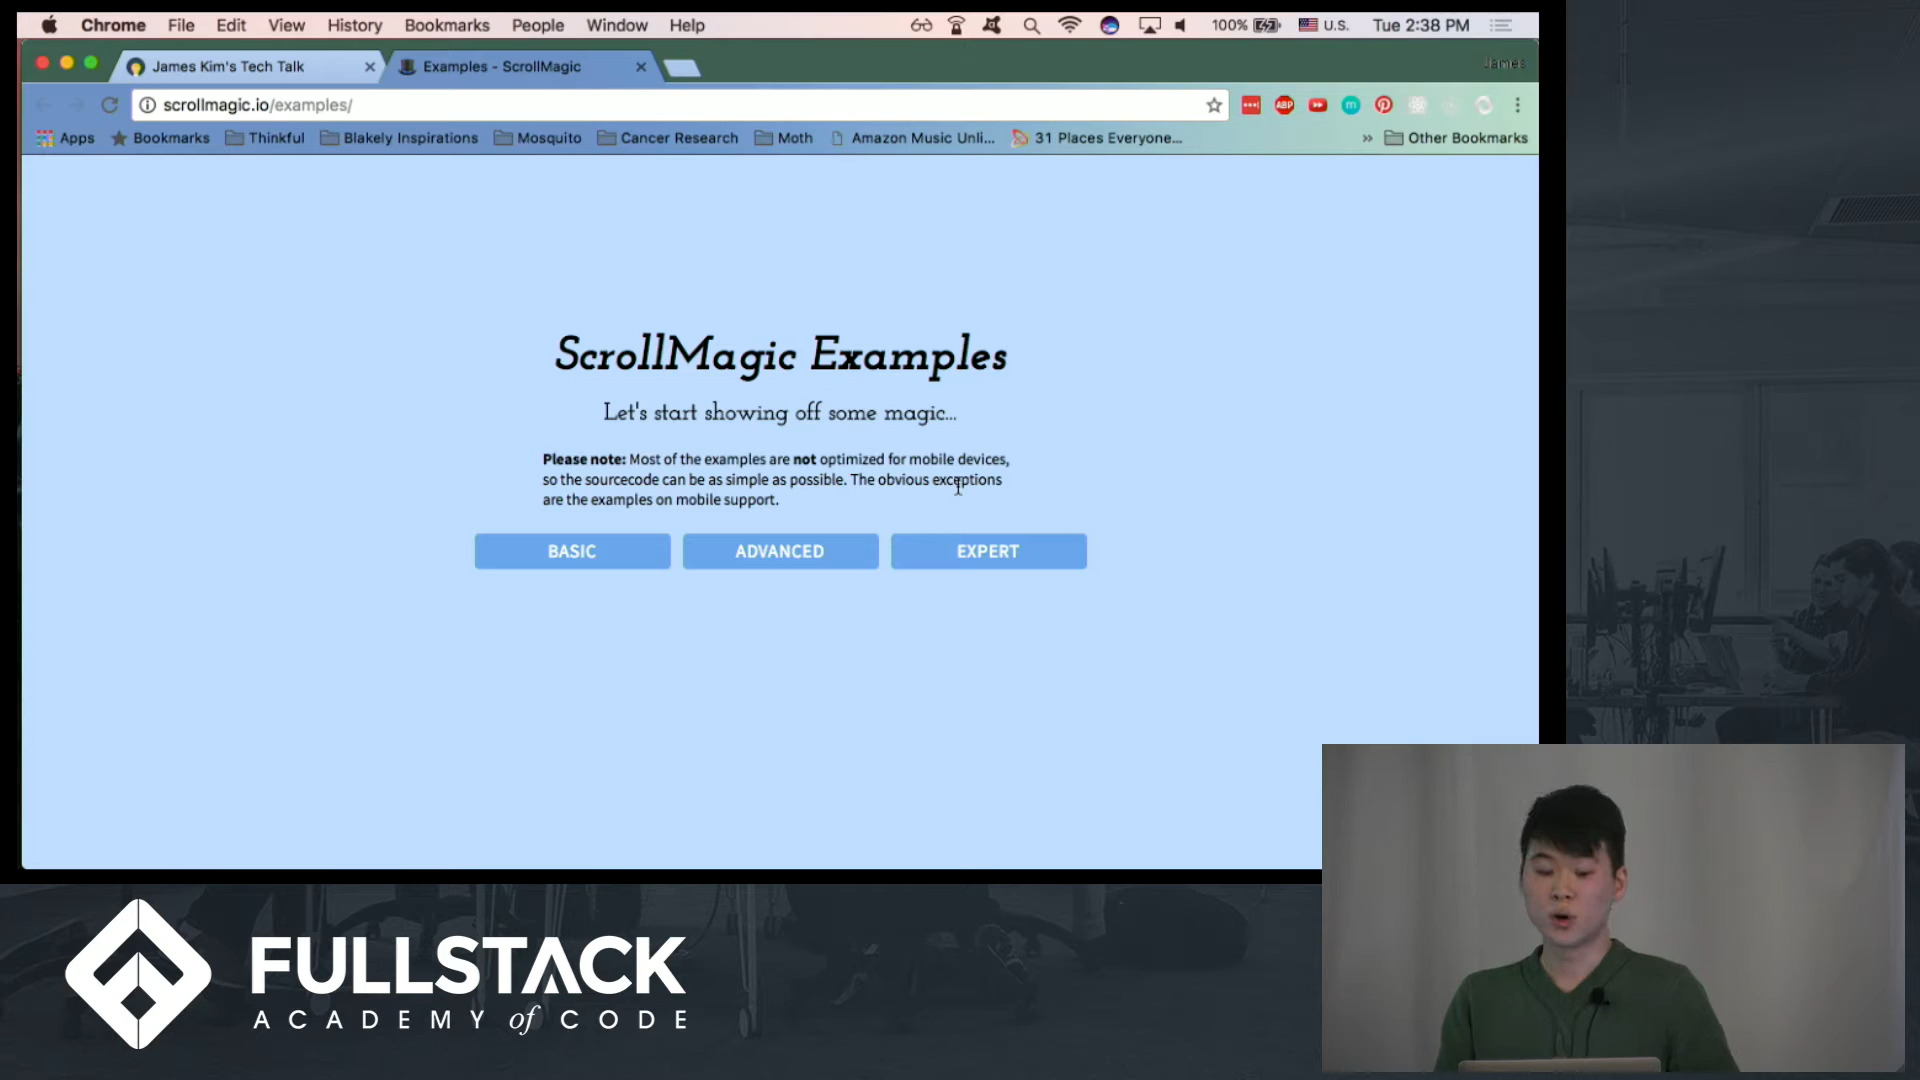 Chrome File Edit View History Bookmarks People Window Help 100% U.S. Tue 2:38 PM
James Kim's Tech Talk Examples - ScrollMagic James
scrollmagic.io/examples/ ABP m
Apps Bookmarks Thinkful Blakely Inspirations Mosquito Cancer Research Moth Amazon Music Unli... 31 Places Everyone... » Other Bookmarks
ScrollMagic Examples
Let's start showing off some magic...
Please note: Most of the examples are not optimized for mobile devices,
so the sourcecode can be as simple as possible. The obvious exceptions
are the examples on mobile support.
BASIC ADVANCED EXPERT
FULLSTACK
ACADEMY of CODE